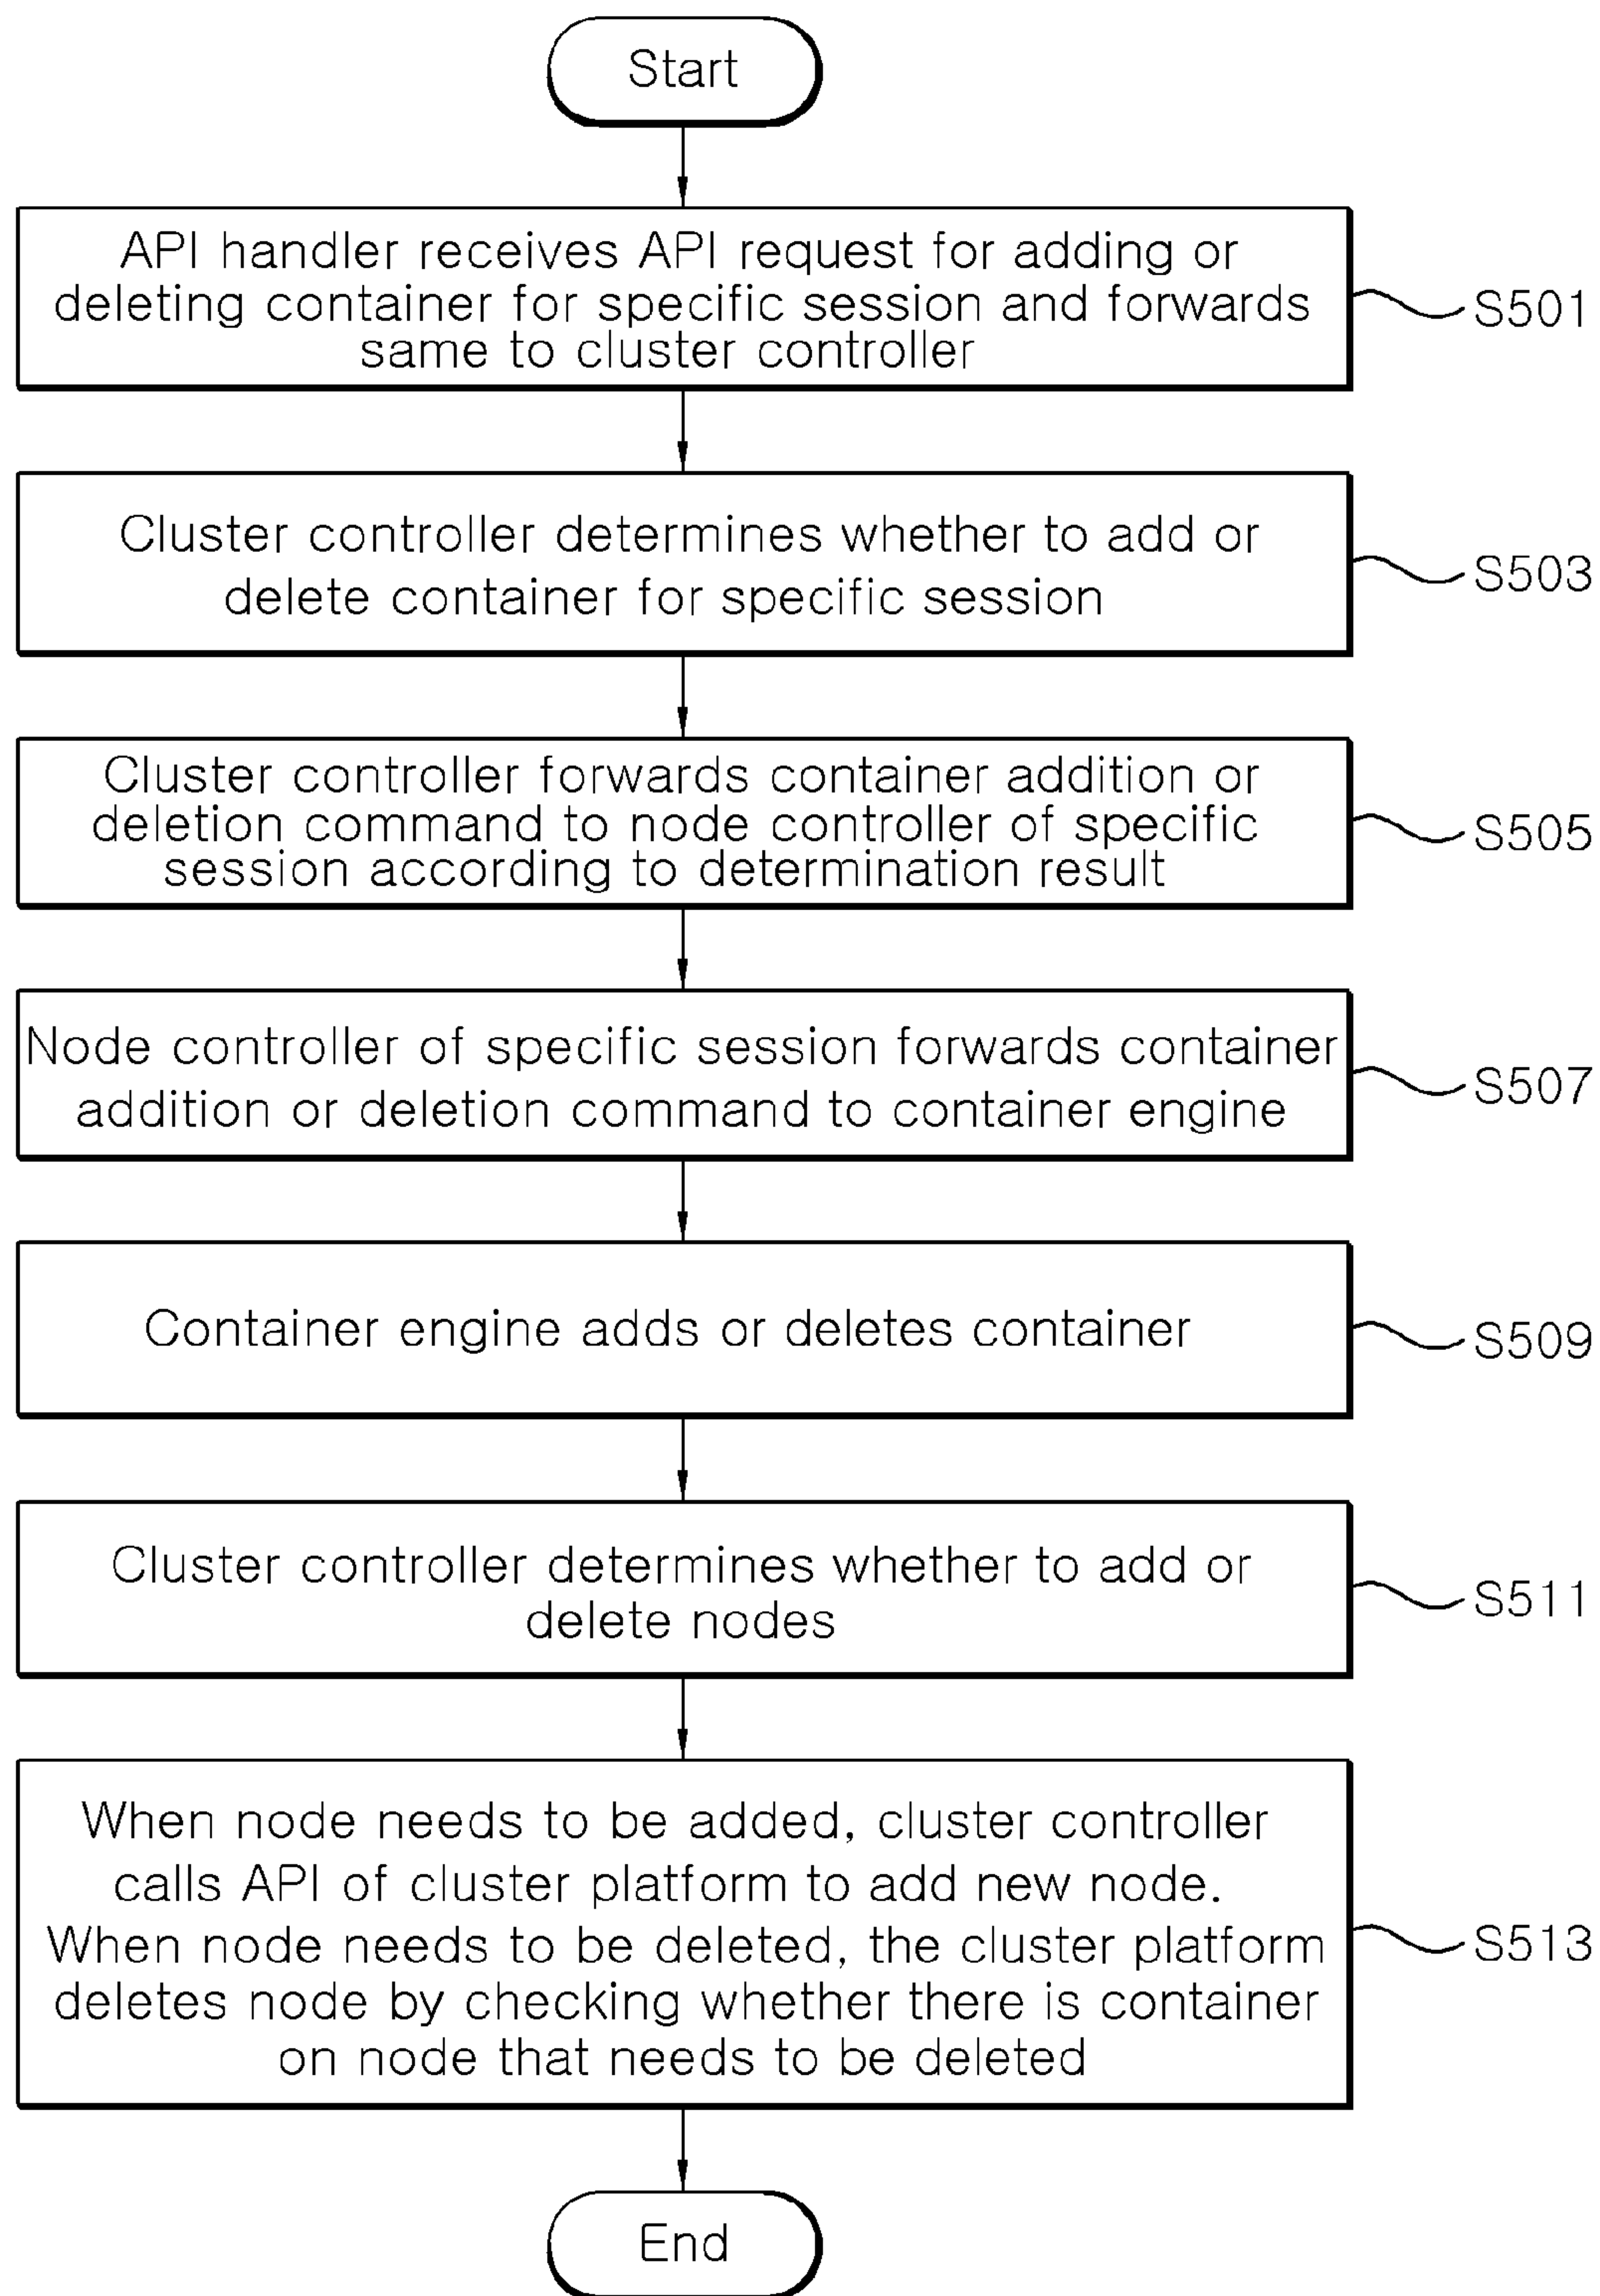 Start
API handler receives API request for adding or
deleting container for specific session and forwards
same to cluster controller
S501
Cluster controller determines whether to add or
delete container for specific session
S503
Cluster controller forwards container addition or
deletion command to node controller of specific
session according to determination result
S505
Node controller of specific session forwards container
addition or deletion command to container engine
S507
Container engine adds or deletes container
S509
Cluster controller determines whether to add or
delete nodes
S511
When node needs to be added, cluster controller
calls API of cluster platform to add new node.
When node needs to be deleted, the cluster platform
deletes node by checking whether there is container
on node that needs to be deleted
S513
End